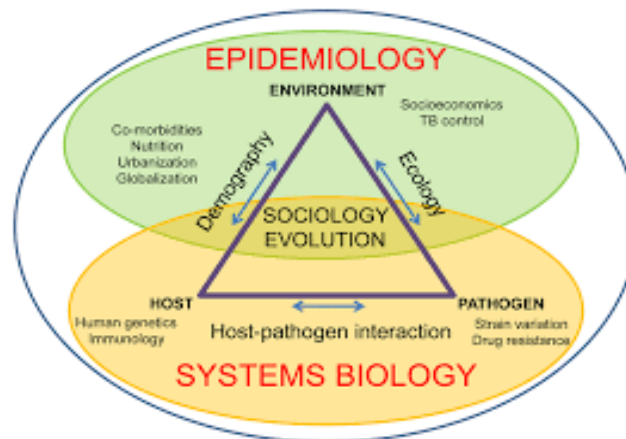 EPIDEMIOLOGY
ENVIRONMENT
Socioeconomics
TB control
Co-morbidities
Nutrition
Urbanization
Globalization
Demography
Ecology
SOCIOLOGY
EVOLUTION
HOST
PATHOGEN
Human genetics
Immunology
Host-pathogen interaction
Strain variation
Drug resistance
SYSTEMS BIOLOGY